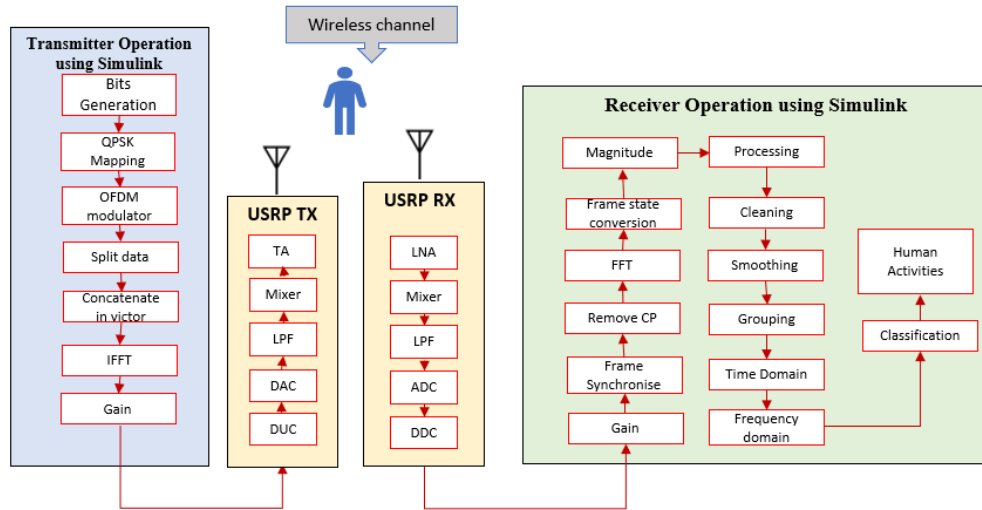 Wireless channel
Transmitter Operation
using Simulink
Bits
Generation
QPSK
Mapping
OFDM
modulator
Split data
Concatenate
in victor
IFFT
Gain
USRP TX
TA
Mixer
LPF
DAC
DUC
USRP RX
LNA
Mixer
LPF
ADC
DDC
Receiver Operation using Simulink
Magnitude
Frame state
conversion
FFT
Remove CP
Frame
Synchronise
Gain
Processing
Cleaning
Smoothing
Grouping
Time Domain
Frequency
domain
Human
Activities
Classification